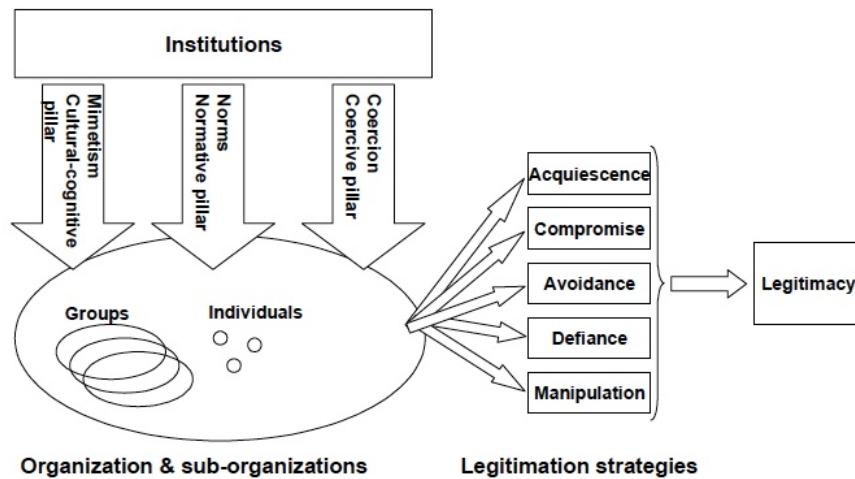 Institutions
Mimetism
Cultural-cognitive
pillar
Norms
Normative pillar
Coercion
Coercive pillar
Groups
Individuals
Acquiescence
Compromise
Avoidance
Defiance
Manipulation
Legitimacy
Organization & sub-organizations
Legitimation strategies